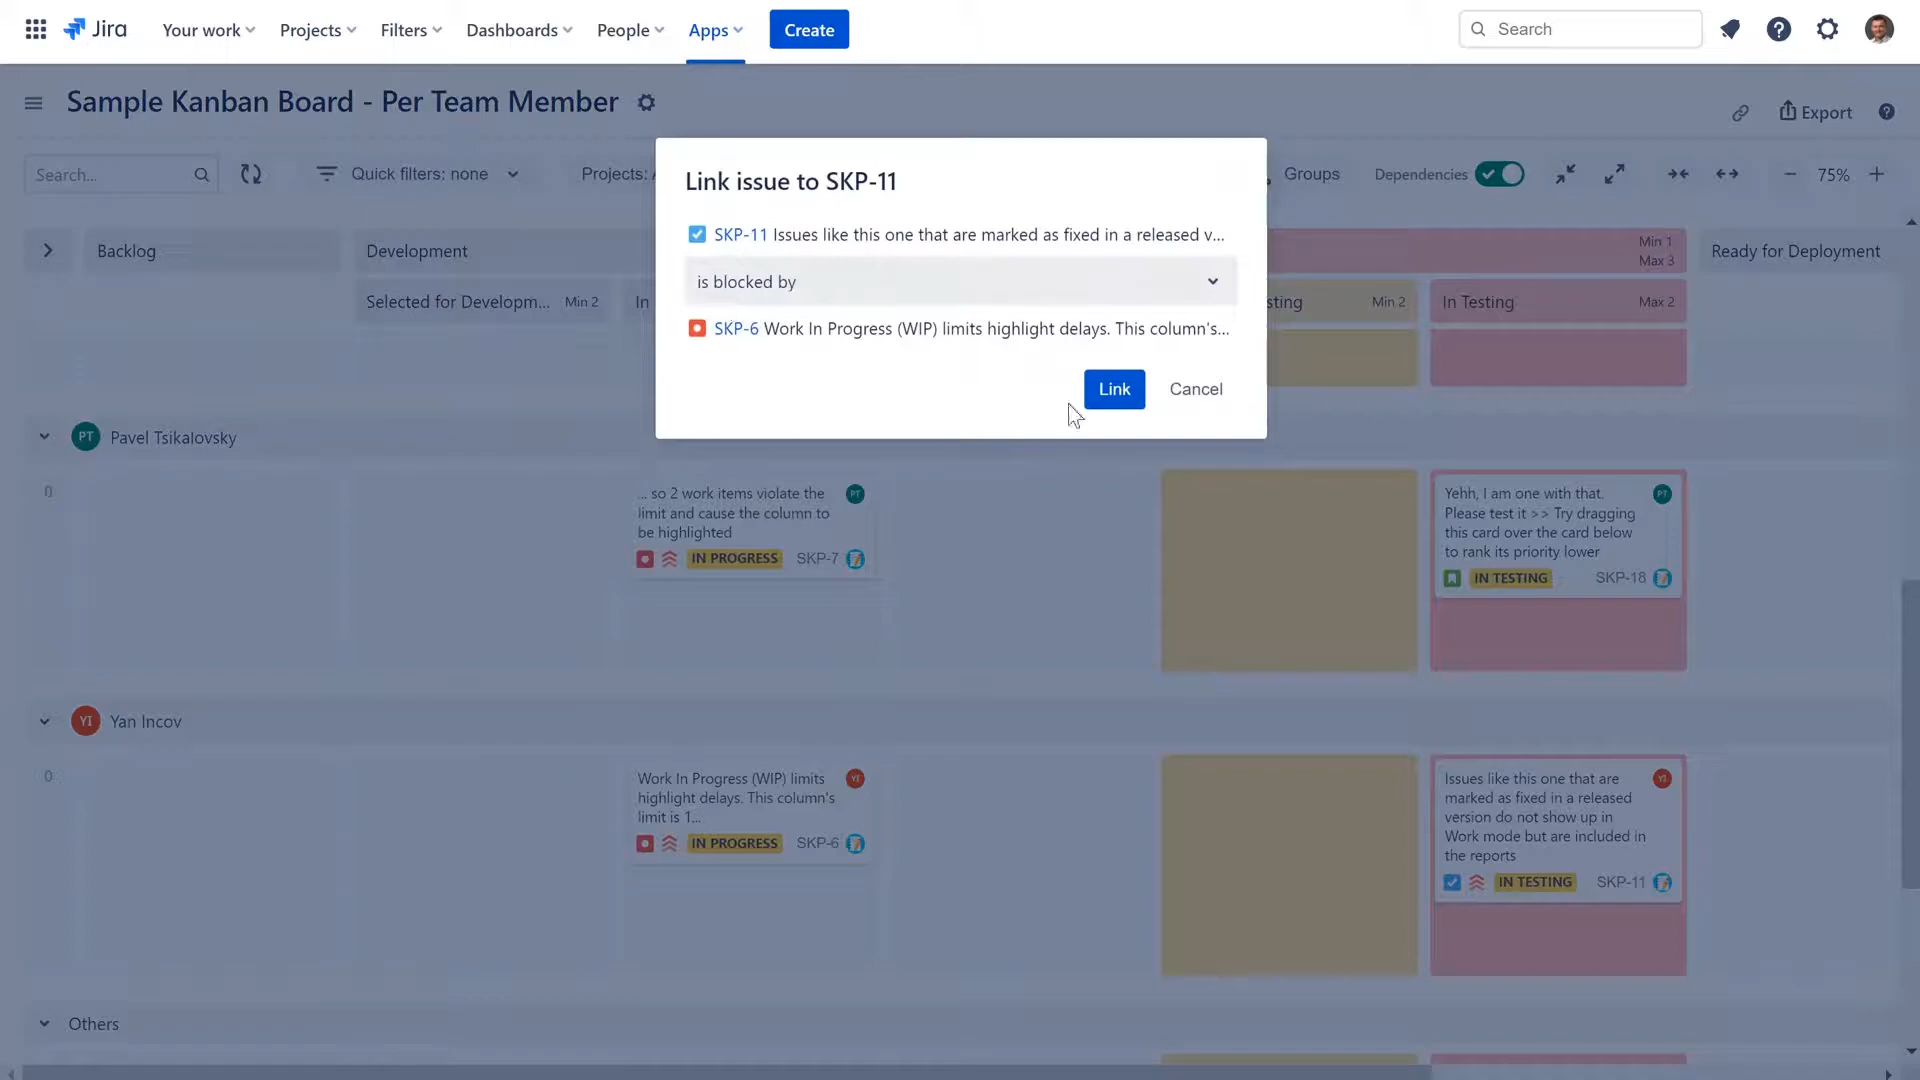 Jira
Your work
Projects
Filters
Dashboards
People
Apps
Create
Search
Sample Kanban Board - Per Team Member
Export
Search...
Quick filters: none
Projects:
Groups
Dependencies
75%
Link issue to SKP-11
SKP-11 Issues like this one that are marked as fixed in a released v...
is blocked by
SKP-6 Work In Progress (WIP) limits highlight delays. This column's...
Link
Cancel
Backlog
Development
Min 1
Max 3
Ready for Deployment
Selected for Developm...
Min 2
In
sting
Min 2
In Testing
Max 2
PT
Pavel Tsikalovsky
0
... so 2 work items violate the
limit and cause the column to
be highlighted
PT
IN PROGRESS
SKP-7
Yehh, I am one with that.
Please test it >> Try dragging
this card over the card below
to rank its priority lower
PT
IN TESTING
SKP-18
YI
Yan Incov
0
Work In Progress (WIP) limits
highlight delays. This column's
limit is 1...
YI
IN PROGRESS
SKP-6
Issues like this one that are
marked as fixed in a released
version do not show up in
Work mode but are included in
the reports
YI
IN TESTING
SKP-11
Others